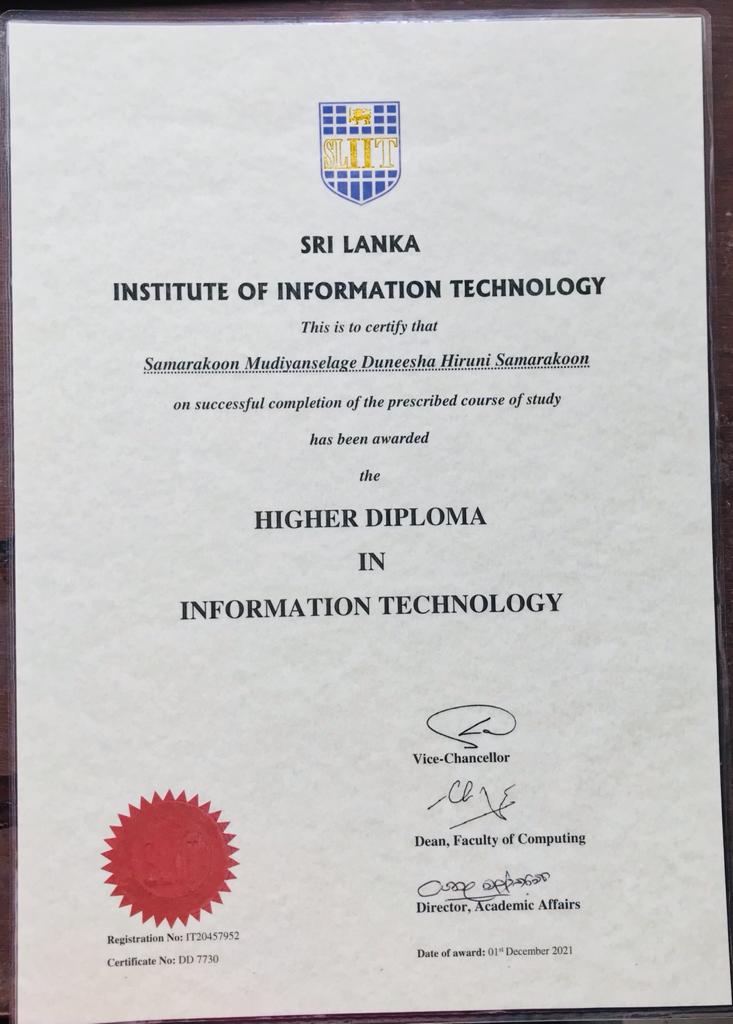 SLIIT
SRI LANKA
INSTITUTE OF INFORMATION TECHNOLOGY
This is to certify that
Samarakoon Mudiyanselage Duneesha Hiruni Samarakoon
on successful completion of the prescribed course of study
has been awarded
the
HIGHER DIPLOMA
IN
INFORMATION TECHNOLOGY
Vice-Chancellor
Dean, Faculty of Computing
Director, Academic Affairs
Registration No: IT20457952
Certificate No: DD 7730
Date of award: 01st December 2021